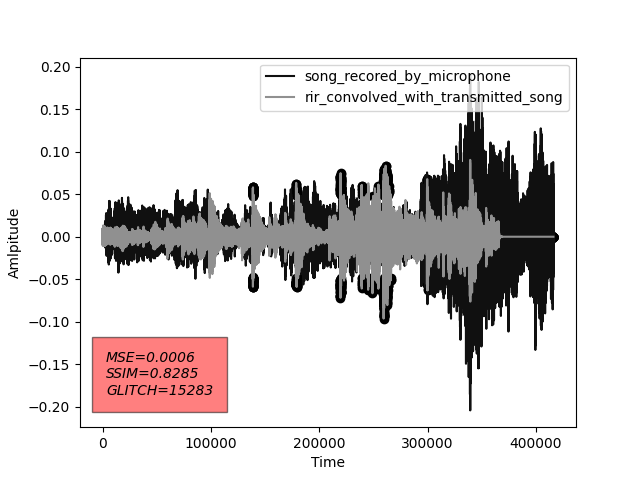 song_recored_by_microphone
rir_convolved_with_transmitted_song
0.20
0.15
0.10
0.05
0.00
−0.05
−0.10
−0.15
−0.20
Amlpitude
MSE=0.0006
SSIM=0.8285
GLITCH=15283
0 100000 200000 300000 400000
Time